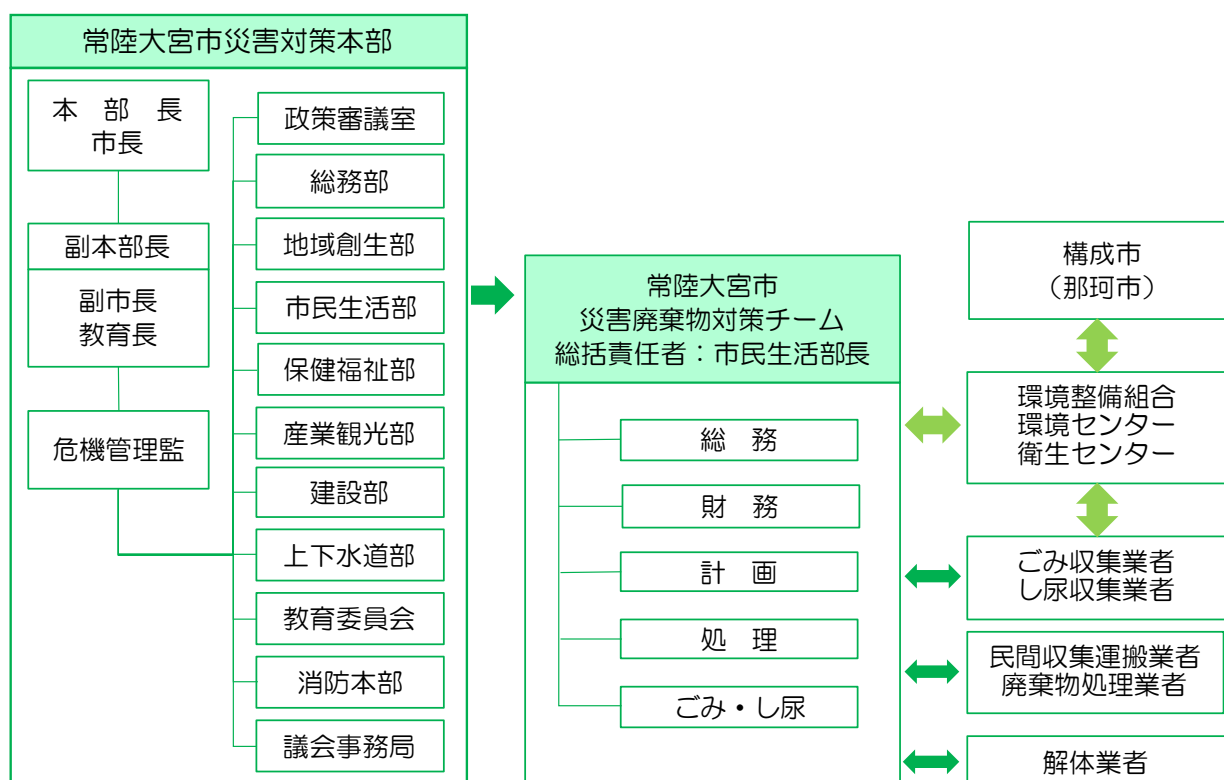 常陸大宮市災害対策本部
本 部 長
市長
副本部長
副市長
教育長
危機管理監
政策審議室
総務部
地域創生部
市民生活部
保健福祉部
産業観光部
建設部
上下水道部
教育委員会
消防本部
議会事務局
常陸大宮市
災害廃棄物対策チーム
総括責任者：市民生活部長
総 務
財 務
計 画
処 理
ごみ・し尿
構成市
（那珂市）
環境整備組合
環境センター
衛生センター
ごみ収集業者
し尿収集業者
民間収集運搬業者
廃棄物処理業者
解体業者